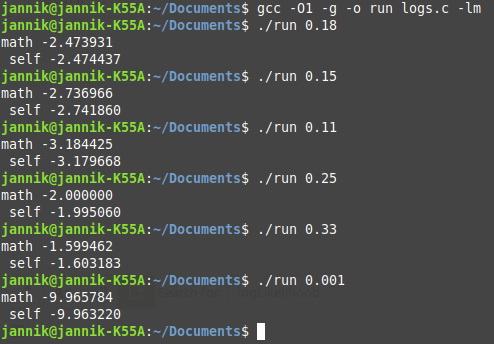 jannik@jannik-K55A:~/Documents$ gcc -O1 -g -o run logs.c -lm
jannik@jannik-K55A:~/Documents$ ./run 0.18
math -2.473931
 self -2.474437
jannik@jannik-K55A:~/Documents$ ./run 0.15
math -2.736966
 self -2.741860
jannik@jannik-K55A:~/Documents$ ./run 0.11
math -3.184425
 self -3.179668
jannik@jannik-K55A:~/Documents$ ./run 0.25
math -2.000000
 self -1.995060
jannik@jannik-K55A:~/Documents$ ./run 0.33
math -1.599462
 self -1.603183
jannik@jannik-K55A:~/Documents$ ./run 0.001
math -9.965784
 self -9.963220
jannik@jannik-K55A:~/Documents$